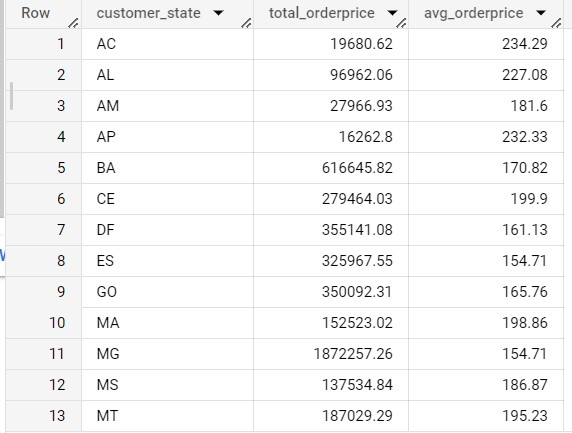 Row customer_state total_orderprice avg_orderprice
1 AC 19680.62 234.29
2 AL 96962.06 227.08
3 AM 27966.93 181.6
4 AP 16262.8 232.33
5 BA 616645.82 170.82
6 CE 279464.03 199.9
7 DF 355141.08 161.13
8 ES 325967.55 154.71
9 GO 350092.31 165.76
10 MA 152523.02 198.86
11 MG 1872257.26 154.71
12 MS 137534.84 186.87
13 MT 187029.29 195.23